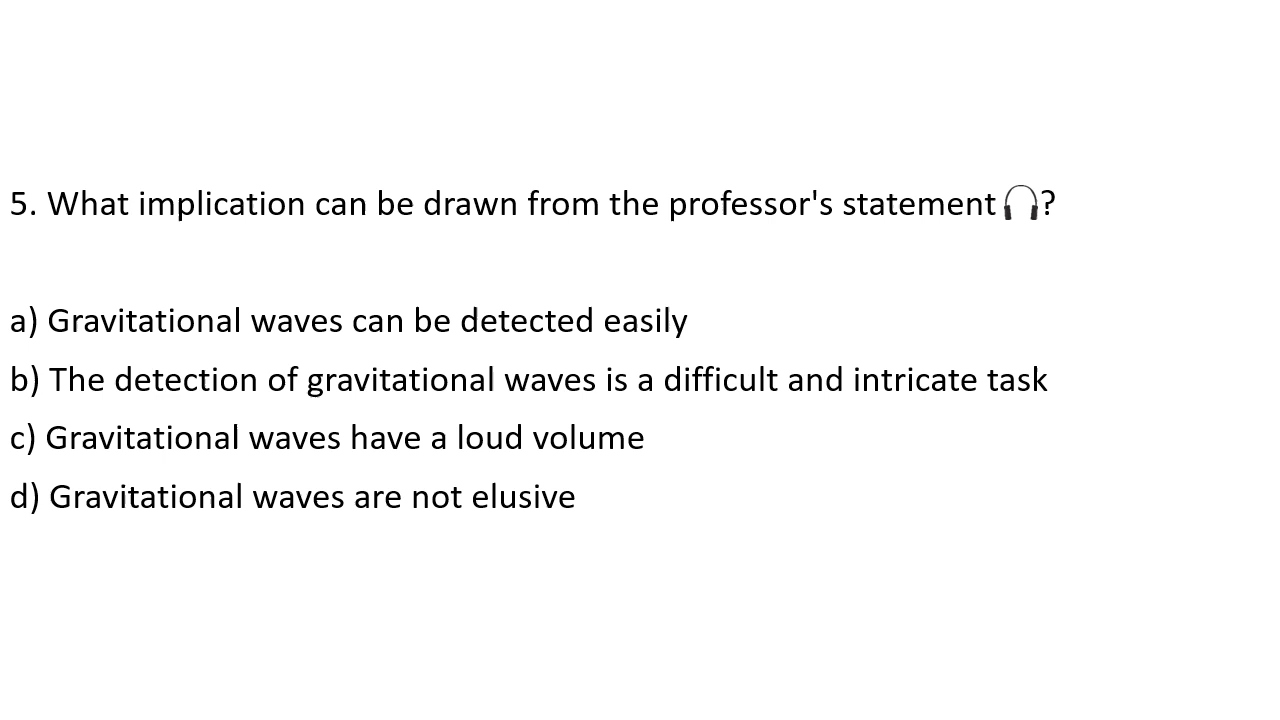 5. What implication can be drawn from the professor's statement🎧?
a) Gravitational waves can be detected easily
b) The detection of gravitational waves is a difficult and intricate task
c) Gravitational waves have a loud volume
d) Gravitational waves are not elusive